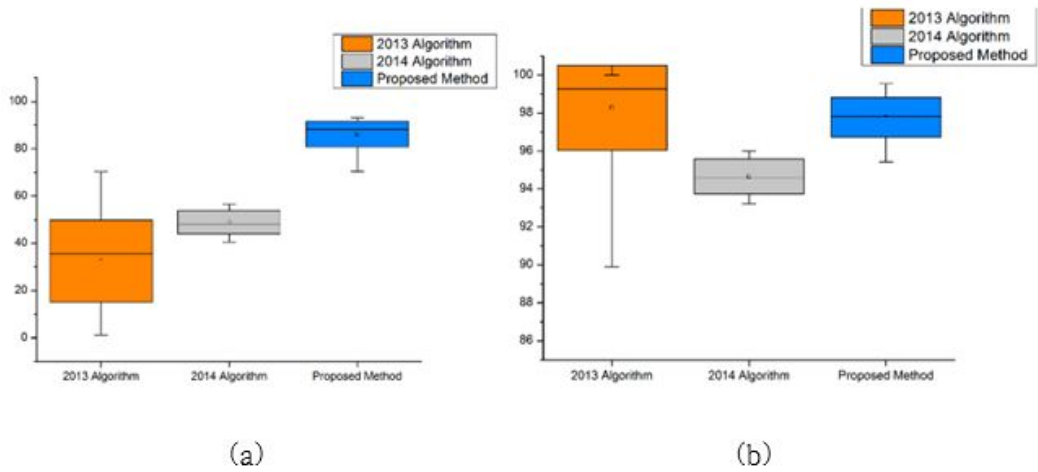 2013 Algorithm
2014 Algorithm
Proposed Method
100
80
60
40
20
0
2013 Algorithm 2014 Algorithm Proposed Method
(a)
2013 Algorithm
2014 Algorithm
Proposed Method
100
98
96
94
92
90
88
86
2013 Algorithm 2014 Algorithm Proposed Method
(b)